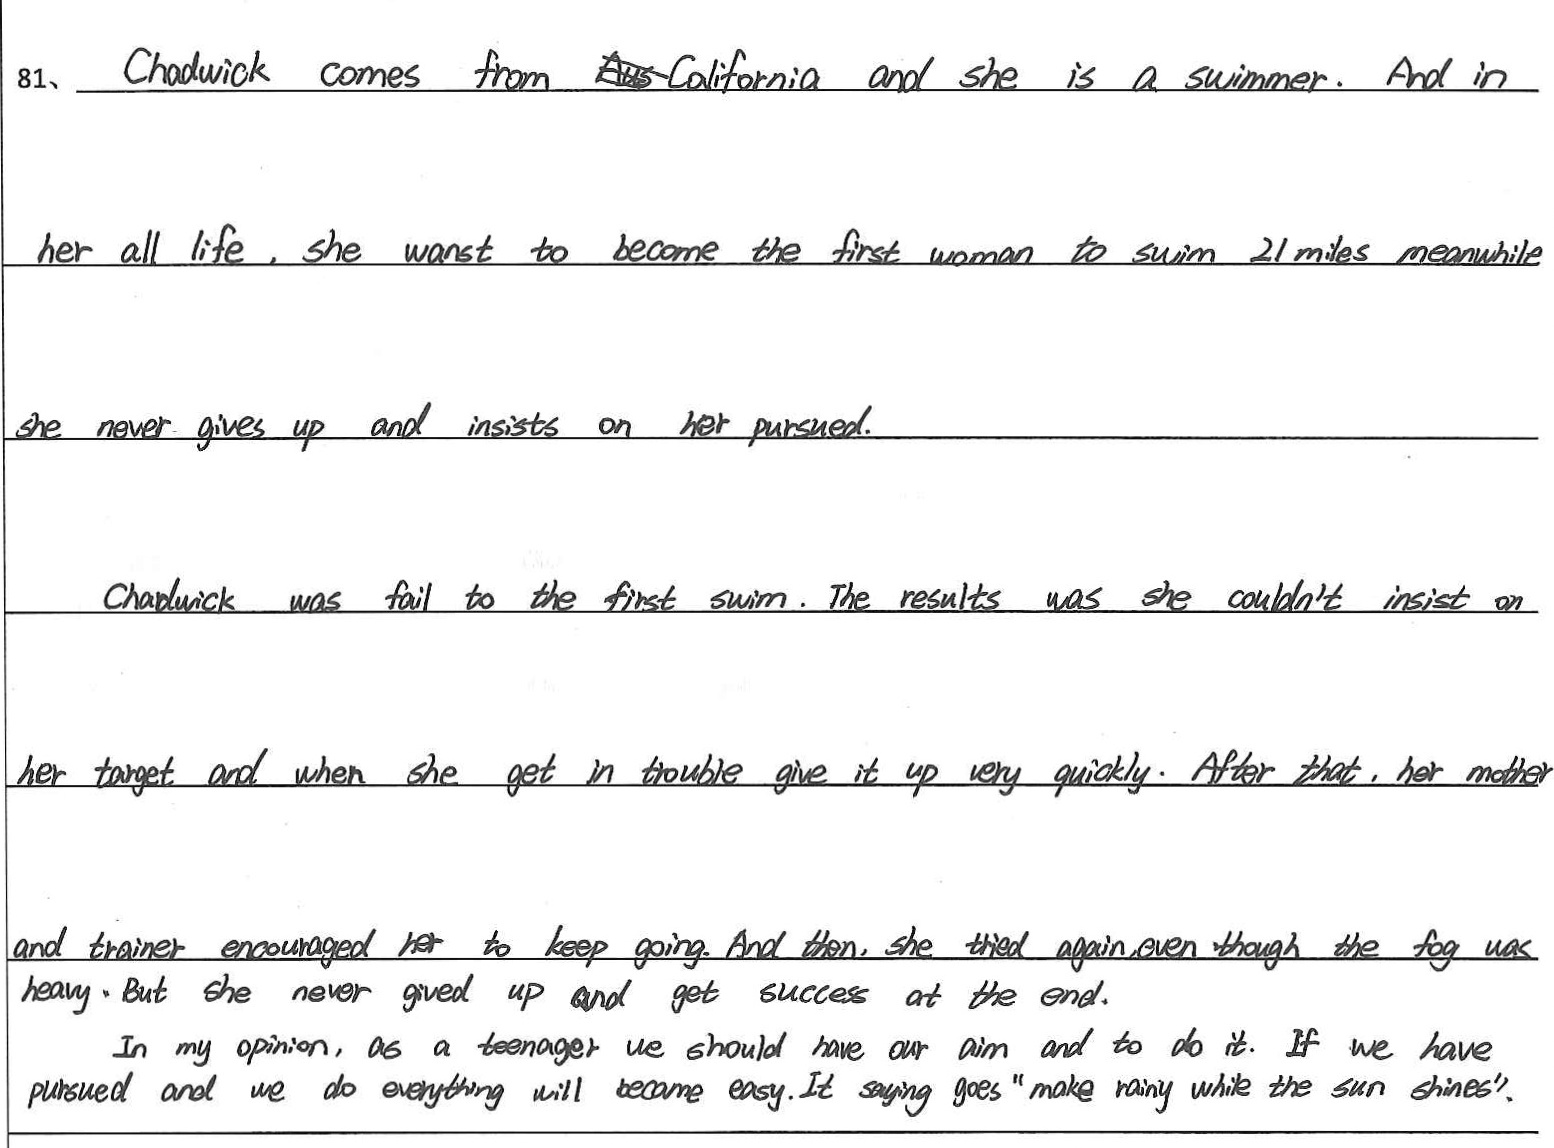 81、 Chadwick comes from Aus California and she is a swimmer. And in
her all life, she wanst to become the first woman to swim 21 miles meanwhile
she never gives up and insists on her pursued.
Chadwick was fail to the first swim. The results was she couldn't insist on
her target and when she get in trouble give it up very quickly. After that, her mother
and trainer encouraged her to keep going. And then, she tried again, even though the fog was
heavy. But she never gived up and get success at the end.
In my opinion, as a teenager we should have our aim and to do it. If we have
pursued and we do everything will become easy. It saying goes "make rainy while the sun shines".